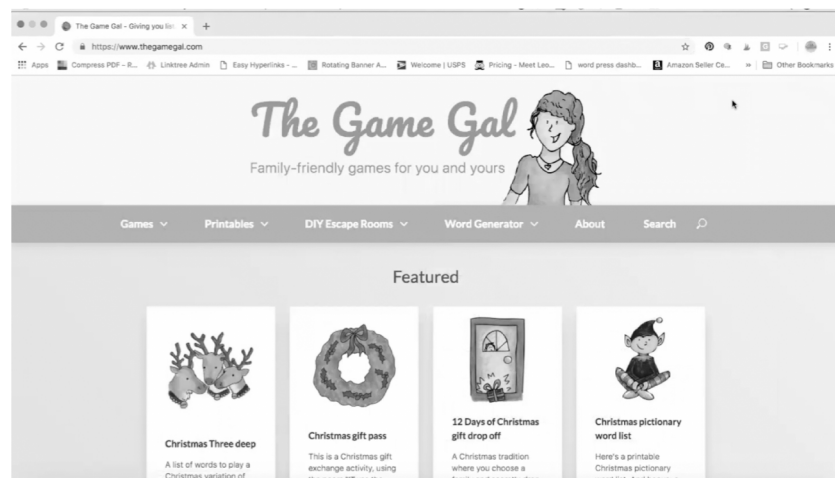 The Game Gal - Giving you lis
https://www.thegamegal.com
Apps Compress PDF - R... Linktree Admin Easy Hyperlinks - ... Rotating Banner A... Welcome | USPS Pricing - Meet Leo... word press dashb... Amazon Seller Ce... » Other Bookmarks
The Game Gal
Family-friendly games for you and yours
Games Printables DIY Escape Rooms Word Generator About Search
Featured
Christmas Three deep
A list of words to play a
Christmas variation of
Christmas gift pass
This is a Christmas gift
exchange activity, using
12 Days of Christmas
gift drop off
A Christmas tradition
where you choose a
Christmas pictionary
word list
Here's a printable
Christmas pictionary